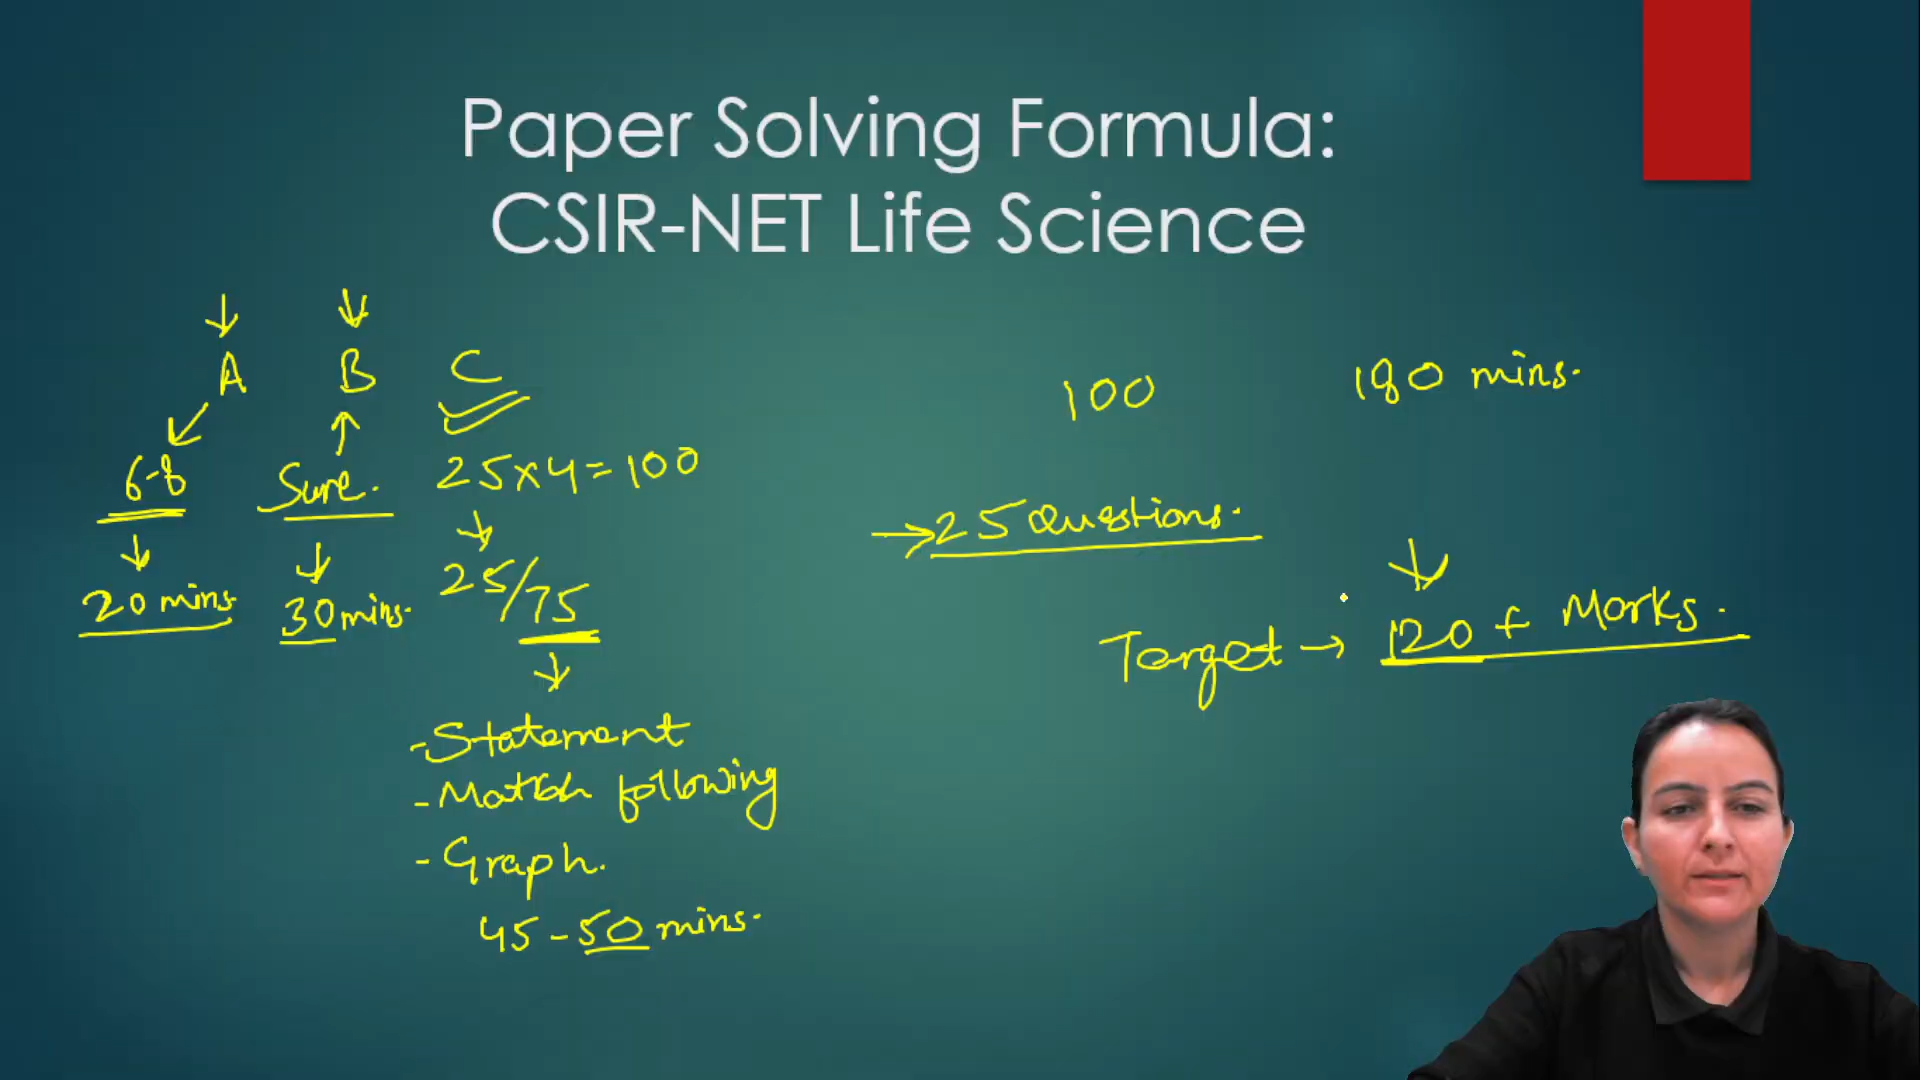 Paper Solving Formula:
CSIR-NET Life Science
A B C
6-8 Sure.
20 mins 30 mins.
25x4=100
25/75
-Statement
-Match following
-Graph.
45-50 mins.
100 180 mins.
25 Questions.
Target → 120 + Marks.